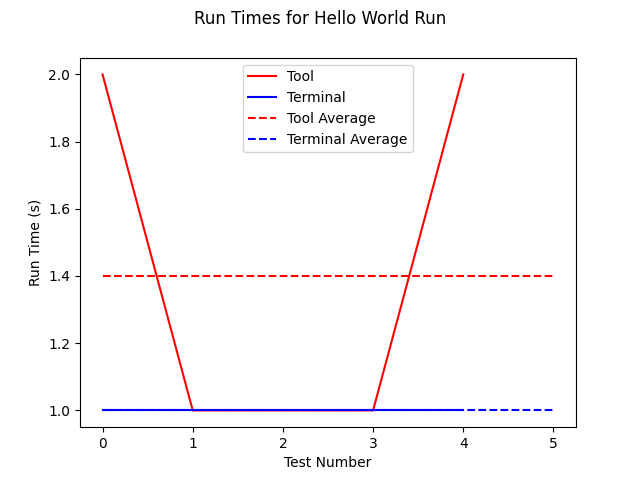 Run Times for Hello World Run
2.0
1.8
1.6
1.4
1.2
1.0
Run Time (s)
Tool
Terminal
Tool Average
Terminal Average
0 1 2 3 4 5
Test Number